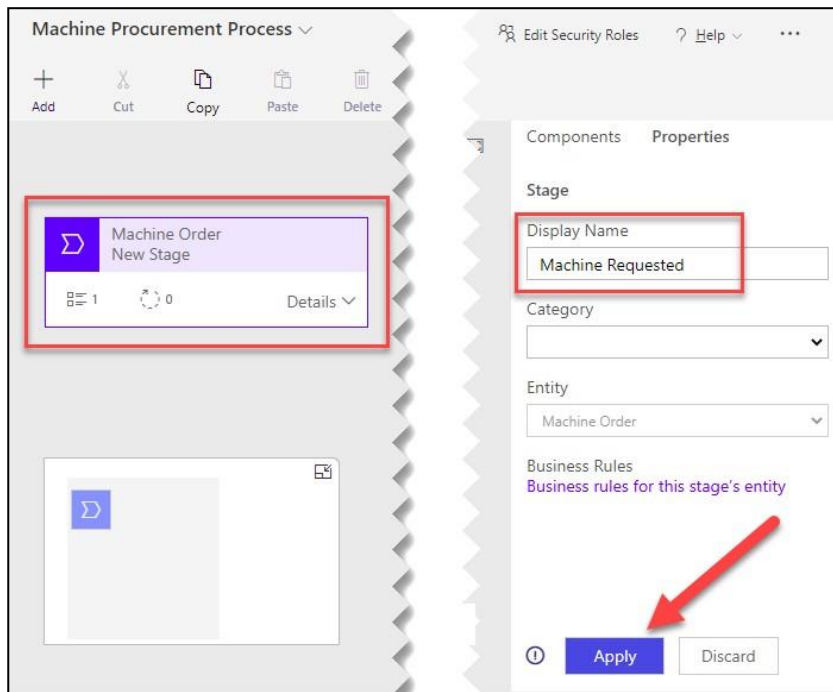 Machine Procurement Process
Edit Security Roles
? Help
...
Add
Cut
Copy
Paste
Delete
Machine Order
New Stage
1
0
Details
Components
Properties
Stage
Display Name
Machine Requested
Category
Entity
Machine Order
Business Rules
Business rules for this stage's entity
Apply
Discard